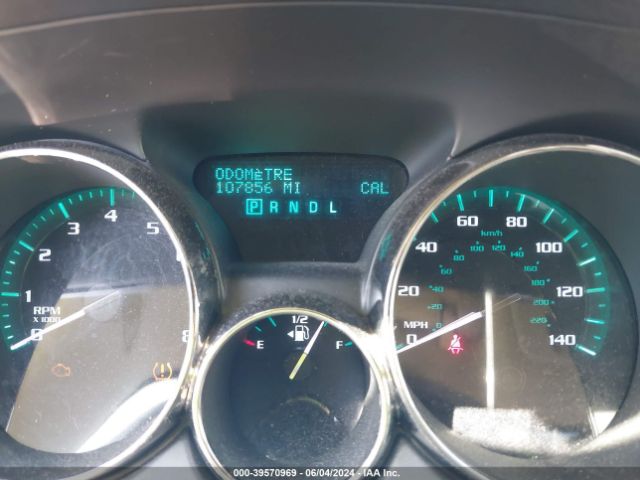 ODOMÈTRE
107856 MI CAL
P R N D L
0 1 2 3 4 5 8
RPM
X 1000
E 1/2 F
0 20 40 60 80 100 120 140
km/h
0 20 40 60 80 100 120 140 160 180 200 220
MPH
000-39570969 - 06/04/2024 - IAA Inc.